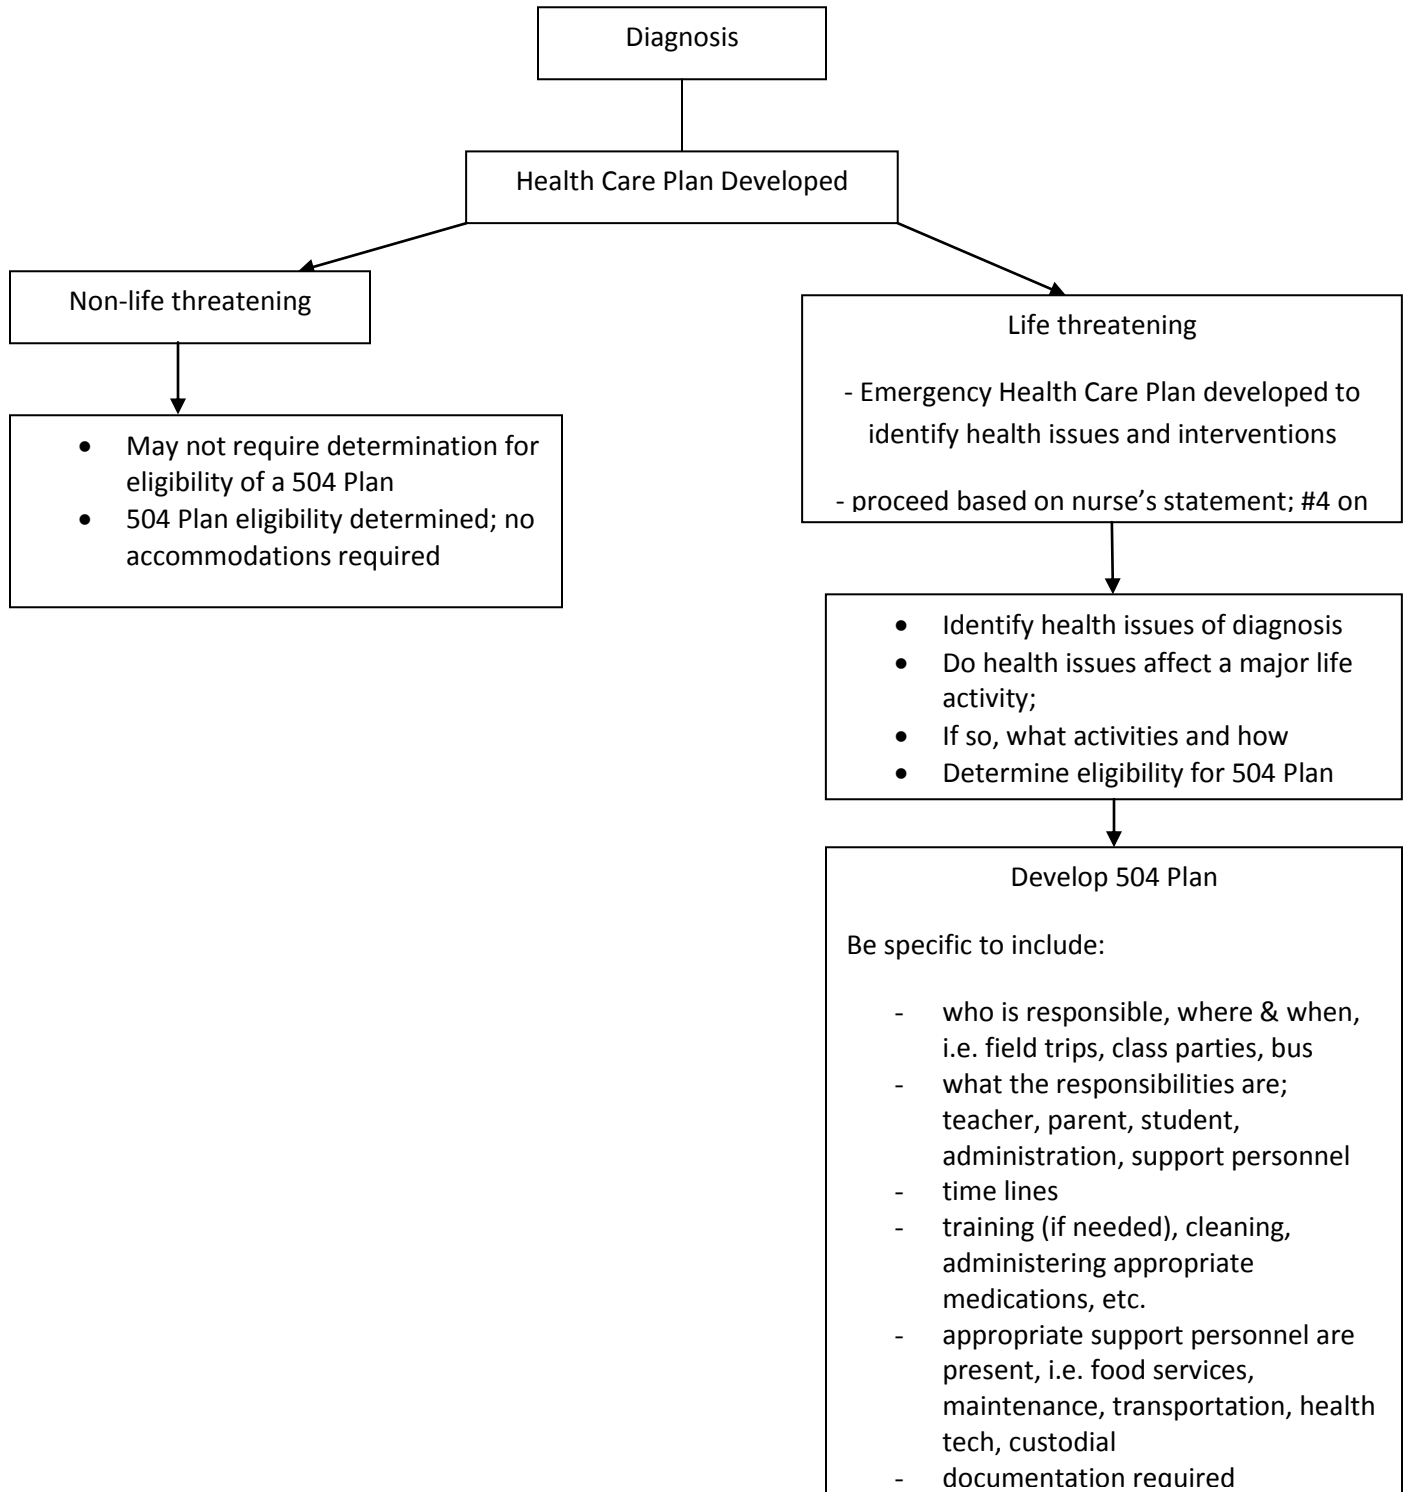 Diagnosis
Health Care Plan Developed
Non-life threatening
• May not require determination for
eligibility of a 504 Plan
• 504 Plan eligibility determined; no
accommodations required
Life threatening
- Emergency Health Care Plan developed to
identify health issues and interventions
- proceed based on nurse’s statement; #4 on
• Identify health issues of diagnosis
• Do health issues affect a major life
activity;
• If so, what activities and how
• Determine eligibility for 504 Plan
Develop 504 Plan
Be specific to include:
- who is responsible, where & when,
i.e. field trips, class parties, bus
- what the responsibilities are;
teacher, parent, student,
administration, support personnel
- time lines
- training (if needed), cleaning,
administering appropriate
medications, etc.
- appropriate support personnel are
present, i.e. food services,
maintenance, transportation, health
tech, custodial
- documentation required